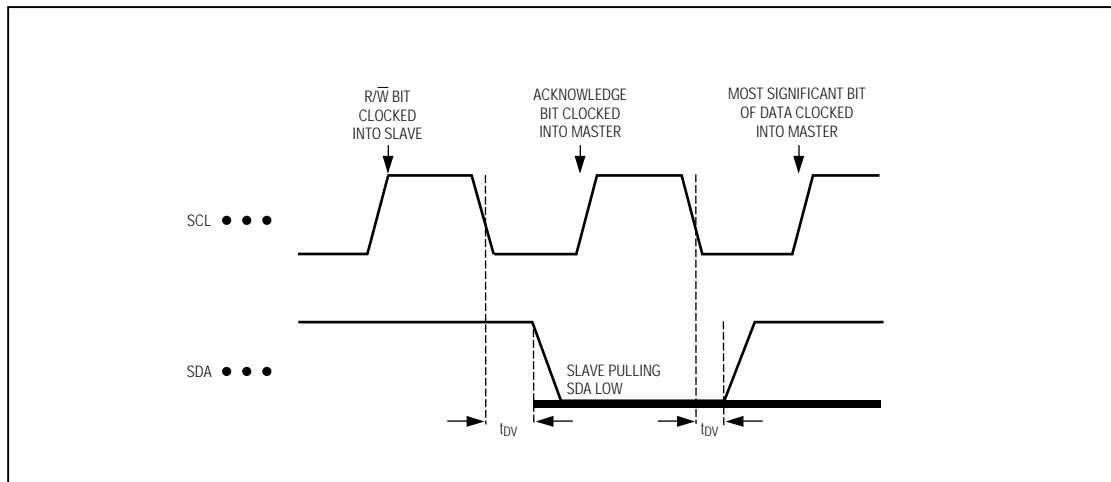 R/W̅ BIT
CLOCKED
INTO SLAVE
ACKNOWLEDGE
BIT CLOCKED
INTO MASTER
MOST SIGNIFICANT BIT
OF DATA CLOCKED
INTO MASTER
SCL • • •
SDA • • •
SLAVE PULLING
SDA LOW
tDV
tDV